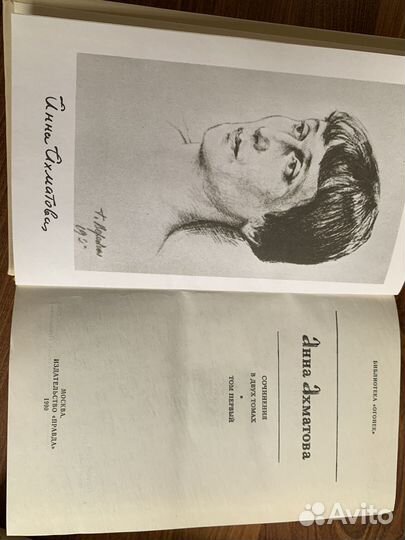 Анна Ахматова
БИБЛИОТЕКА «ОГОНЕК»
Анна Ахматова
СОЧИНЕНИЯ
В ДВУХ ТОМАХ
*
ТОМ ПЕРВЫЙ
МОСКВА
ИЗДАТЕЛЬСТВО «ПРАВДА»
1990
Avito